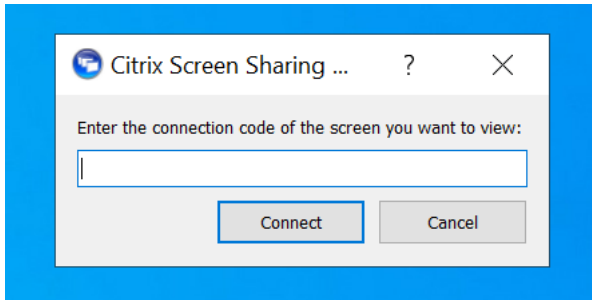 Citrix Screen Sharing ...
Enter the connection code of the screen you want to view:
Connect
Cancel